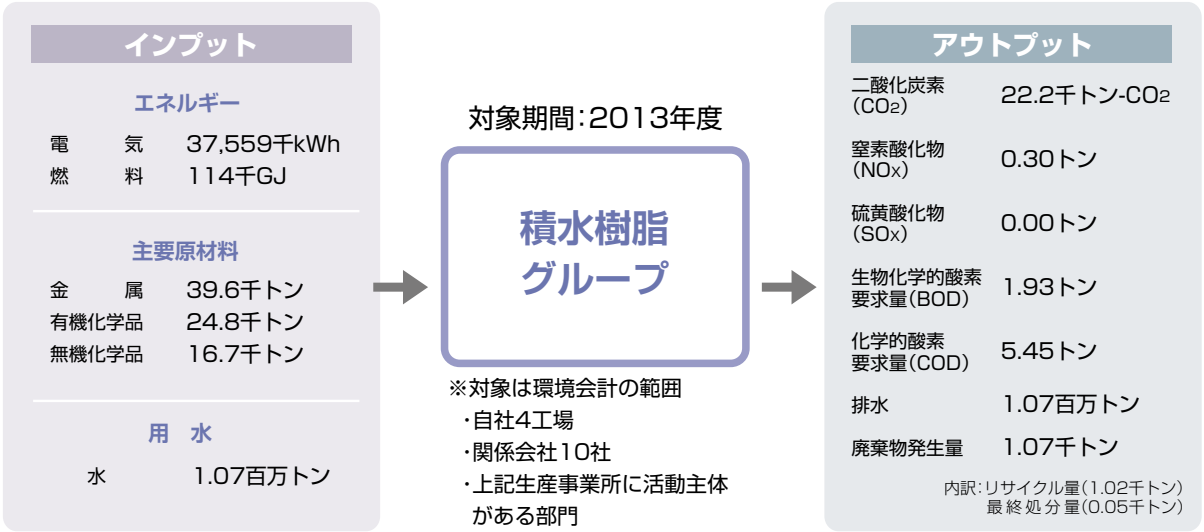 インプット
エネルギー
電気 37,559千kWh
燃料 114千GJ
主要原材料
金属 39.6千トン
有機化学品 24.8千トン
無機化学品 16.7千トン
用水
水 1.07百万トン
対象期間：2013年度
積水樹脂
グループ
※対象は環境会計の範囲
・自社4工場
・関係会社10社
・上記生産事業所に活動主体
がある部門
アウトプット
二酸化炭素
(CO2) 22.2千トン-CO2
窒素酸化物
(NOx) 0.30トン
硫黄酸化物
(SOx) 0.00トン
生物化学的酸素
要求量(BOD) 1.93トン
化学的酸素
要求量(COD) 5.45トン
排水 1.07百万トン
廃棄物発生量 1.07千トン
内訳：リサイクル量(1.02千トン)
最終処分量(0.05千トン)